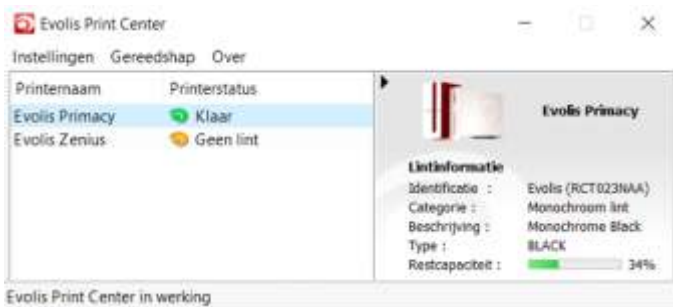 Evolis Print Center
Instellingen Gereedschap Over
Printernaam Printerstatus
Evolis Primacy Klaar
Evolis Zenius Geen lint
Evolis Primacy
Lintinformatie
Identificatie : Evolis (RCT023NAA)
Categorie : Monochroom lint
Beschrijving : Monochrome Black
Type : BLACK
Restcapaciteit : 34%
Evolis Print Center in werking